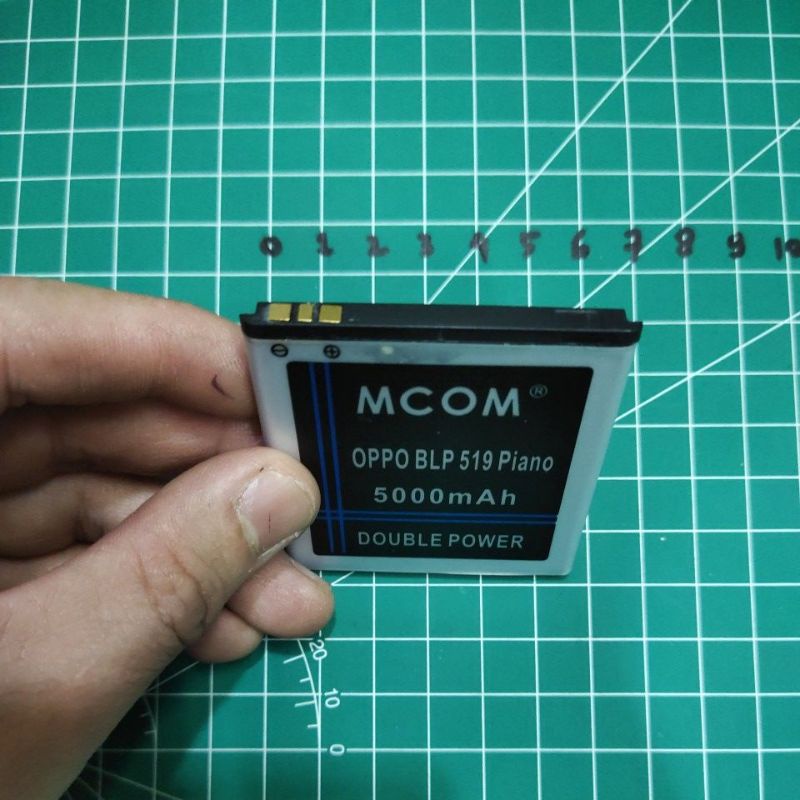 0 1 2 3 4 5 6 7 8 9 10
⊖ ⊕
MCOM®
OPPO BLP 519 Piano
5000mAh
DOUBLE POWER
20
10
0